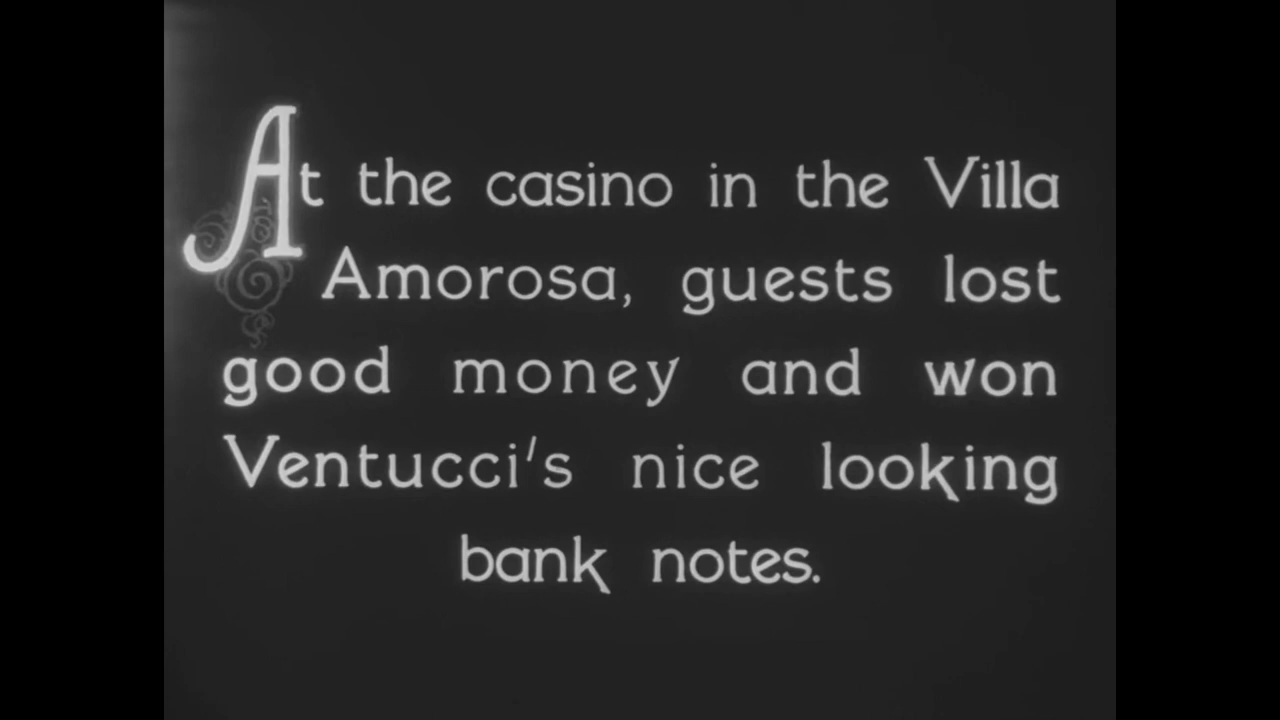 At the casino in the Villa
Amorosa, guests lost
good money and won
Ventucci's nice looking
bank notes.